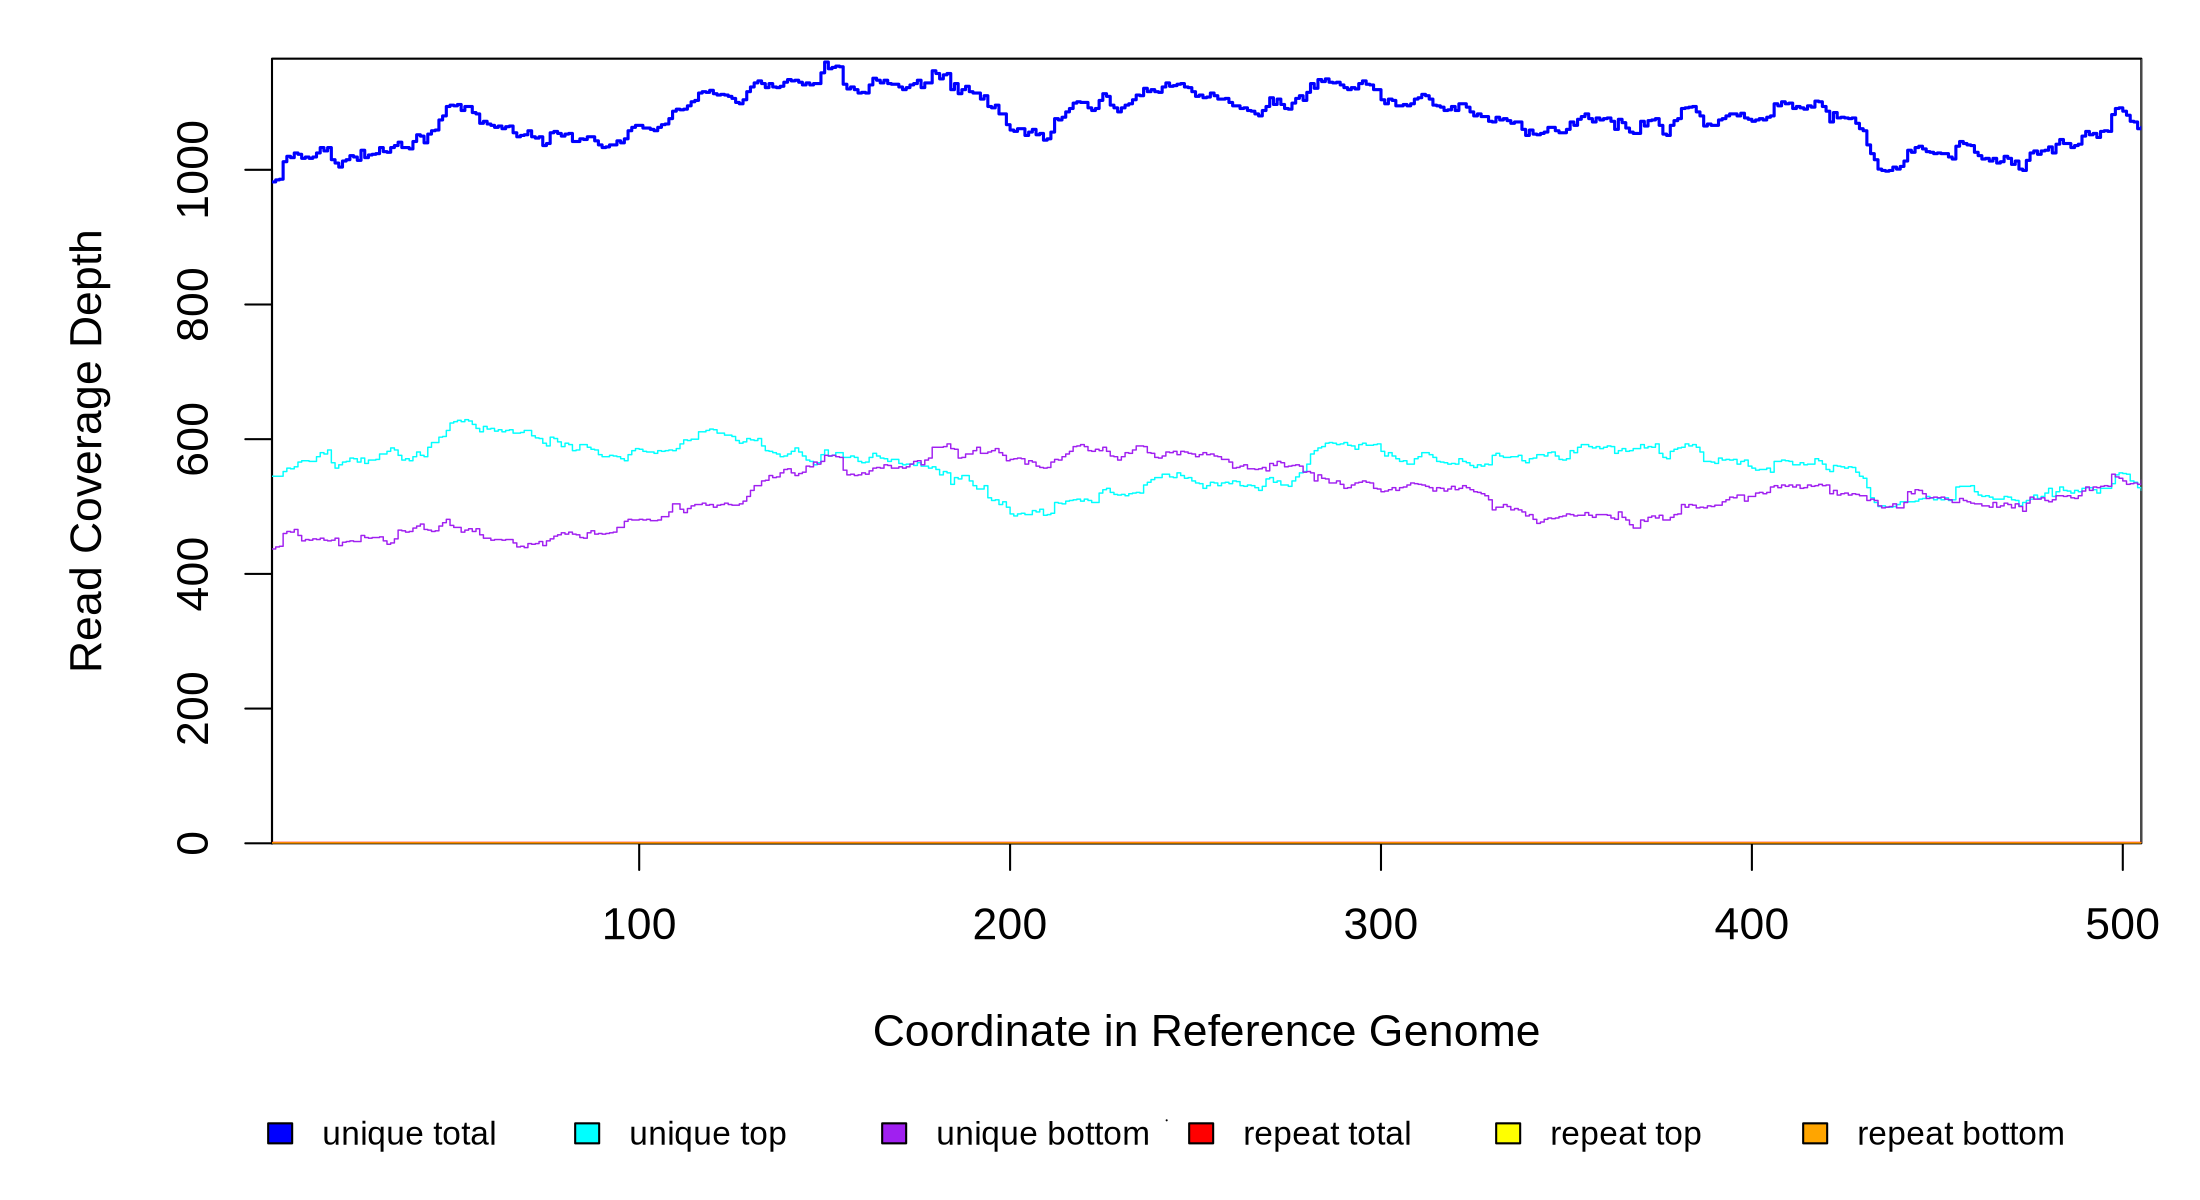 Read Coverage Depth
1000
800
600
400
200
0
100 200 300 400 500
Coordinate in Reference Genome
unique total unique top unique bottom repeat total repeat top repeat bottom